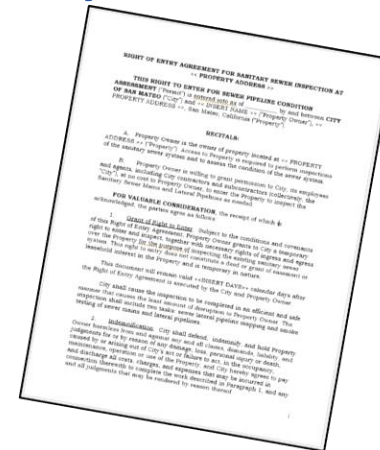 RIGHT OF ENTRY AGREEMENT FOR SANITARY SEWER INSPECTION AT
++ PROPERTY ADDRESS ++
THIS RIGHT TO ENTER FOR SEWER PIPELINE CONDITION
ASSESSMENT ("Permit") is entered into as of __________ by and between CITY
OF SAN MATEO ("City") and ++ INSERT NAME ++ ("Property Owner"), ++
PROPERTY ADDRESS ++, San Mateo, California ("Property")
RECITALS:
A. Property Owner is the owner of property located at ++ PROPERTY
ADDRESS ++ ("Property"). Access to Property is required to perform inspections
of the sanitary sewer system and to assess the condition of the sewer system.
B. Property Owner is willing to grant permission to City, its employees
and agents, including City contractors and subcontractors (collectively, the
"City"), at no cost to Property Owner, to enter the Property to inspect the
Sanitary Sewer Mains and Lateral Pipelines as needed.
FOR VALUABLE CONSIDERATION, the receipt of which is
acknowledged, the parties agree as follows:
1. Grant of Right to Enter. Subject to the conditions and covenants
of this Right of Entry Agreement, Property Owner grants to City a temporary
right to enter and inspect, together with necessary rights of ingress and egress
over the Property for the purpose of inspecting the existing sanitary sewer
system. This right to entry does not constitute a deed or grant of easement or
leasehold interest in the Property and is temporary in nature.
This document will remain valid ++INSERT DAYS++ calendar days after
the Right of Entry Agreement is executed by the City and Property Owner
City shall cause the inspection to be completed in an efficient and safe
manner that causes the least amount of disruption to Property Owner. The
inspection shall include two tasks: sewer lateral pipeline mapping and smoke
testing of sewer mains and lateral pipelines.
2. Indemnification. City shall defend, indemnify, and hold Property
Owner harmless from and against any and all claims, demands, liability and
judgments for or by reason of any damage, loss, personal injury or death,
caused by or arising out of City's act or failure to act, in the occupancy,
maintenance, operation or use of the Property, and City hereby agrees to pay
and discharge all costs, charges, and expenses that may be incurred in
connection therewith to complete the work described in Paragraph 1, and any
and all judgments that may be rendered by reason thereof
1